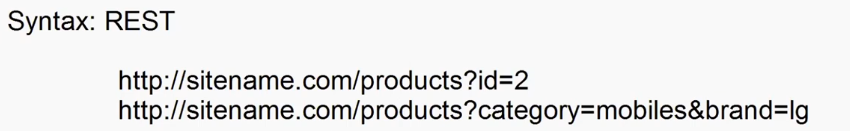 Syntax: REST
http://sitename.com/products?id=2
http://sitename.com/products?category=mobiles&brand=lg